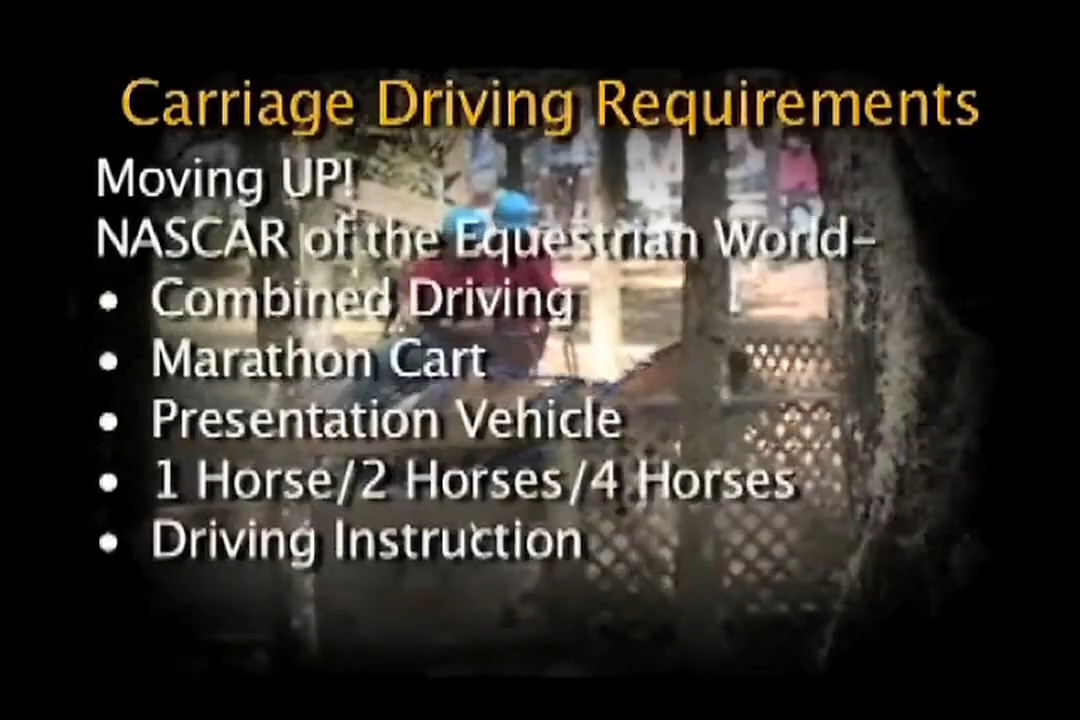 Carriage Driving Requirements
Moving UP!
NASCAR of the Equestrian World-
• Combined Driving
• Marathon Cart
• Presentation Vehicle
• 1 Horse/2 Horses/4 Horses
• Driving Instruction